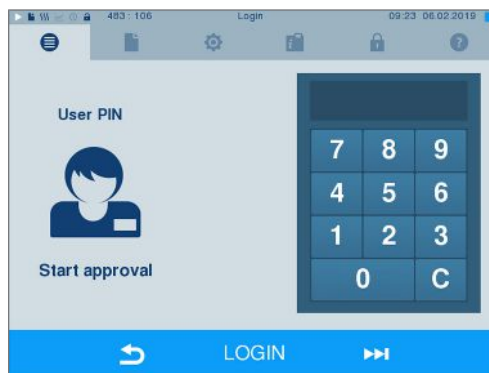 483 : 106 Login 09:23 06.02.2019
User PIN
Start approval
7 8 9
4 5 6
1 2 3
0 C
LOGIN